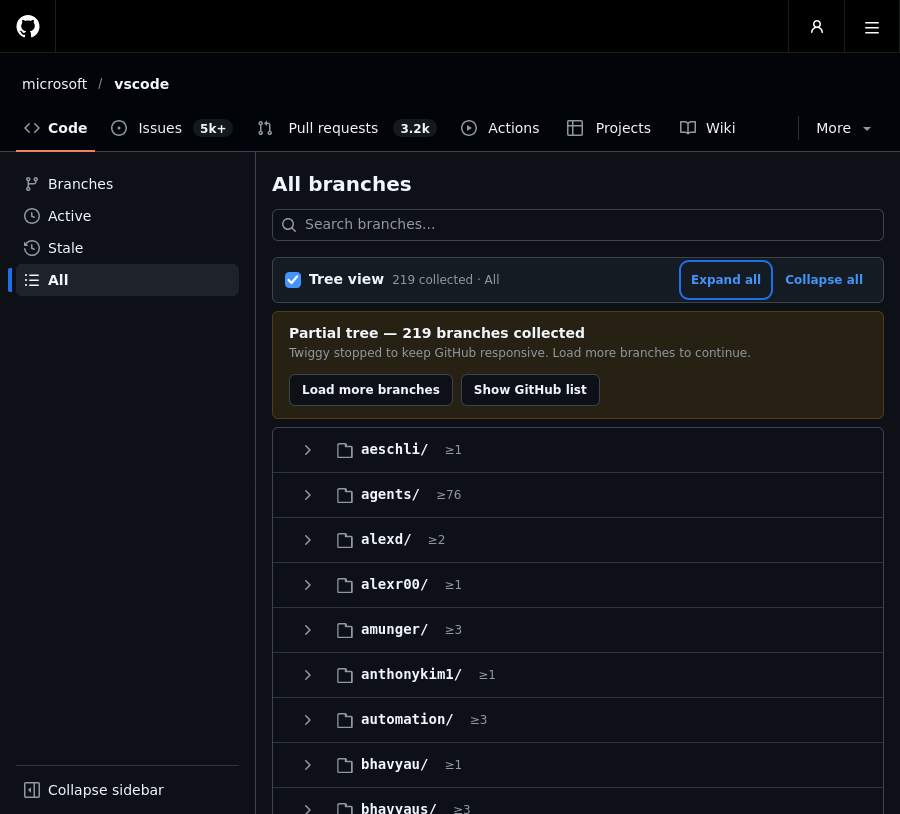 microsoft / vscode
Code Issues 5k+ Pull requests 3.2k Actions Projects Wiki More
Branches
Active
Stale
All
Collapse sidebar
All branches
Search branches...
Tree view 219 collected · All Expand all Collapse all
Partial tree — 219 branches collected
Twiggy stopped to keep GitHub responsive. Load more branches to continue.
Load more branches Show GitHub list
aeschli/ ≥1
agents/ ≥76
alexd/ ≥2
alexr00/ ≥1
amunger/ ≥3
anthonykim1/ ≥1
automation/ ≥3
bhavyau/ ≥1
bhavyaus/ ≥3